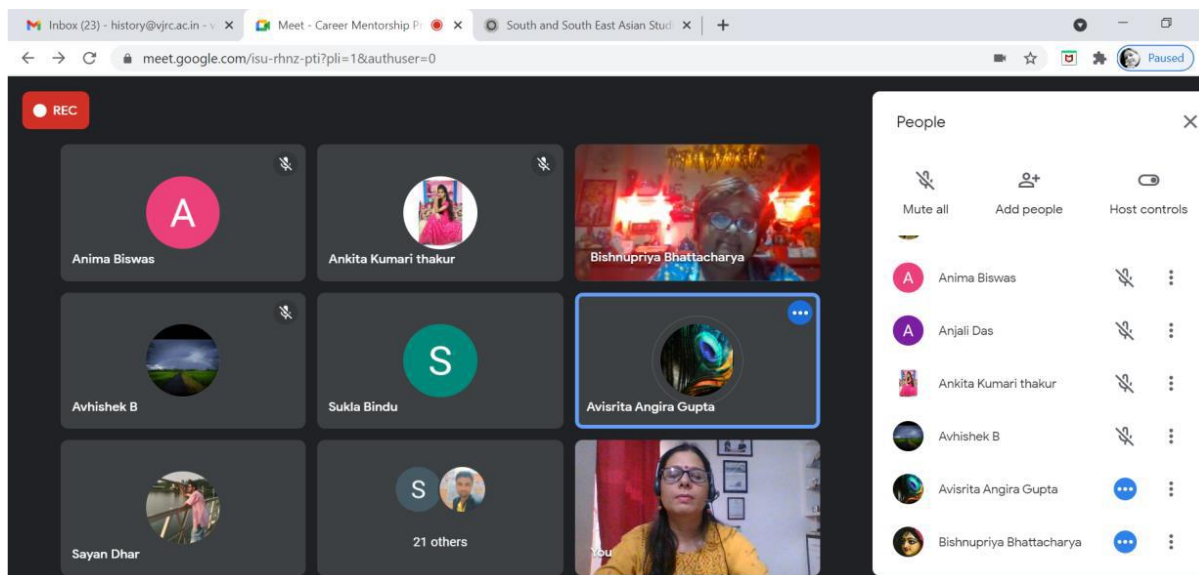 Inbox (23) - history@vjrc.ac.in - v
Meet - Career Mentorship Pr
South and South East Asian Stud
meet.google.com/isu-rhnz-pti?pli=1&authuser=0
Paused
REC
People
Mute all
Add people
Host controls
A
Anima Biswas
Ankita Kumari thakur
Bishnupriya Bhattacharya
Avhishek B
S
Sukla Bindu
Avisrita Angira Gupta
Sayan Dhar
S
21 others
You
A
Anima Biswas
A
Anjali Das
Ankita Kumari thakur
Avhishek B
Avisrita Angira Gupta
Bishnupriya Bhattacharya